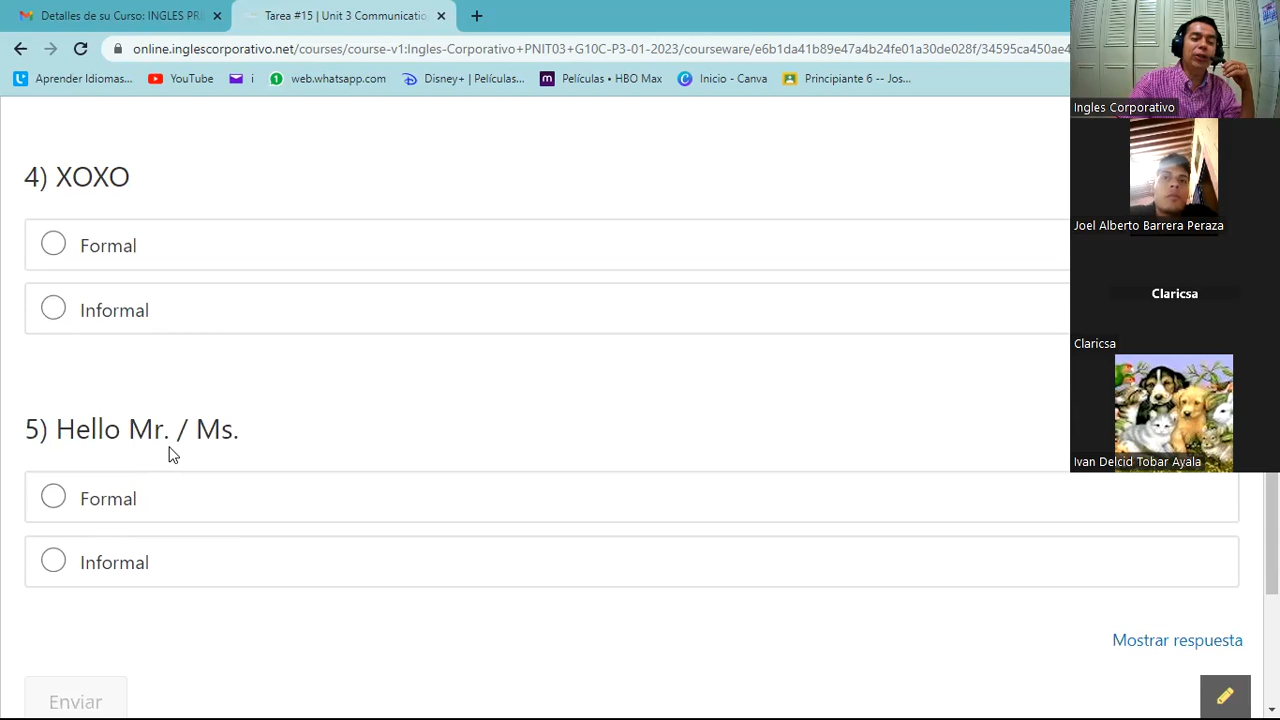 Detalles de su Curso: INGLES PRI
Tarea #15 | Unit 3 Communicatio
online.inglescorporativo.net/courses/course-v1:Ingles-Corporativo+PNIT03+G10C-P3-01-2023/courseware/e6b1da41b89e47a4b24fe01a30de028f/34595ca450ae4
Aprender Idiomas...
YouTube
i
web.whatsapp.com
Disney+ | Películas...
Películas • HBO Max
Inicio - Canva
Principiante 6 -- Jos...
Ingles Corporativo
Joel Alberto Barrera Peraza
Claricsa
Claricsa
Ivan Delcid Tobar Ayala
4) XOXO
Formal
Informal
5) Hello Mr. / Ms.
Formal
Informal
Mostrar respuesta
Enviar